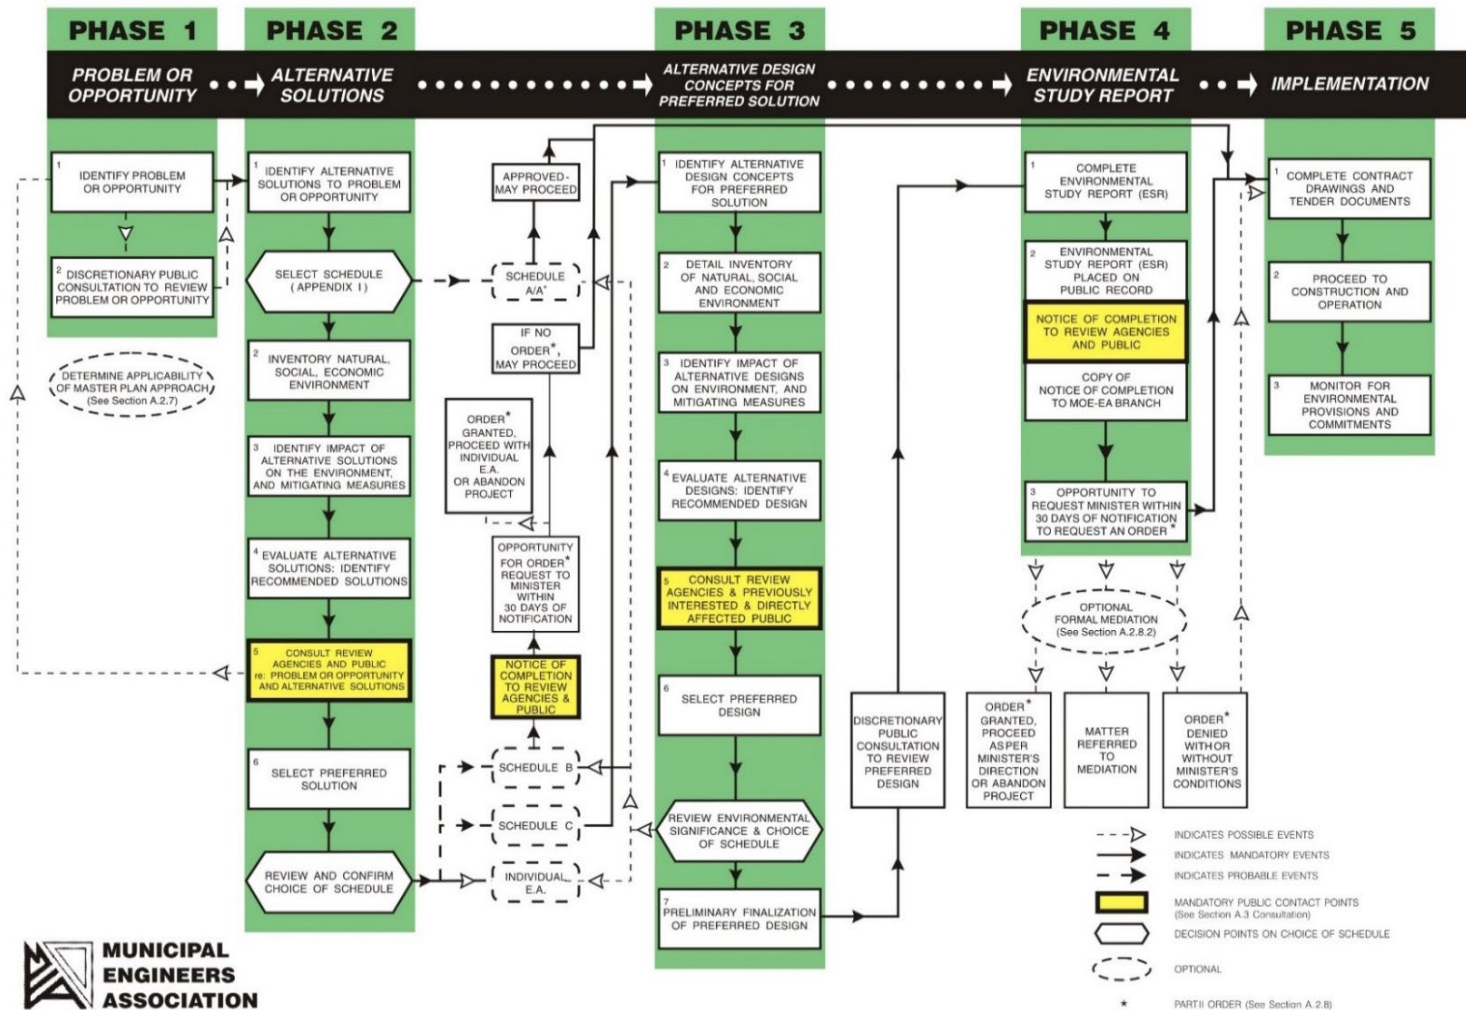 PHASE 1
PHASE 2
PHASE 3
PHASE 4
PHASE 5
PROBLEM OR
OPPORTUNITY
ALTERNATIVE
SOLUTIONS
ALTERNATIVE DESIGN
CONCEPTS FOR
PREFERRED SOLUTION
ENVIRONMENTAL
STUDY REPORT
IMPLEMENTATION
1
IDENTIFY PROBLEM
OR OPPORTUNITY
2
DISCRETIONARY PUBLIC
CONSULTATION TO REVIEW
PROBLEM OR OPPORTUNITY
DETERMINE APPLICABILITY
OF MASTER PLAN APPROACH
(See Section A.2.7)
1
IDENTIFY ALTERNATIVE
SOLUTIONS TO PROBLEM
OR OPPORTUNITY
SELECT SCHEDULE
(APPENDIX I)
2
INVENTORY NATURAL,
SOCIAL, ECONOMIC
ENVIRONMENT
3
IDENTIFY IMPACT OF
ALTERNATIVE SOLUTIONS
ON THE ENVIRONMENT,
AND MITIGATING MEASURES
4
EVALUATE ALTERNATIVE
SOLUTIONS: IDENTIFY
RECOMMENDED SOLUTIONS
5
CONSULT REVIEW
AGENCIES AND PUBLIC
re: PROBLEM OR OPPORTUNITY
AND ALTERNATIVE SOLUTIONS
6
SELECT PREFERRED
SOLUTION
REVIEW AND CONFIRM
CHOICE OF SCHEDULE
APPROVED-
MAY PROCEED
SCHEDULE
A/A+
IF NO
ORDER*,
MAY PROCEED
ORDER*
GRANTED,
PROCEED WITH
INDIVIDUAL
E.A.
OR ABANDON
PROJECT
OPPORTUNITY
FOR ORDER*
REQUEST TO
MINISTER
WITHIN
30 DAYS OF
NOTIFICATION
NOTICE OF
COMPLETION
TO REVIEW
AGENCIES &
PUBLIC
SCHEDULE B
SCHEDULE C
INDIVIDUAL
E.A.
1
IDENTIFY ALTERNATIVE
DESIGN CONCEPTS
FOR PREFERRED
SOLUTION
2
DETAIL INVENTORY
OF NATURAL, SOCIAL
AND ECONOMIC
ENVIRONMENT
3
IDENTIFY IMPACT OF
ALTERNATIVE DESIGNS
ON ENVIRONMENT, AND
MITIGATING MEASURES
4
EVALUATE ALTERNATIVE
DESIGNS: IDENTIFY
RECOMMENDED DESIGN
5
CONSULT REVIEW
AGENCIES & PREVIOUSLY
INTERESTED & DIRECTLY
AFFECTED PUBLIC
6
SELECT PREFERRED
DESIGN
REVIEW ENVIRONMENTAL
SIGNIFICANCE & CHOICE
OF SCHEDULE
7
PRELIMINARY FINALIZATION
OF PREFERRED DESIGN
DISCRETIONARY
PUBLIC
CONSULTATION
TO REVIEW
PREFERRED
DESIGN
1
COMPLETE
ENVIRONMENTAL
STUDY REPORT (ESR)
2
ENVIRONMENTAL
STUDY REPORT (ESR)
PLACED ON
PUBLIC RECORD
NOTICE OF COMPLETION
TO REVIEW AGENCIES
AND PUBLIC
COPY OF
NOTICE OF COMPLETION
TO MOE-EA BRANCH
3
OPPORTUNITY TO
REQUEST MINISTER WITHIN
30 DAYS OF NOTIFICATION
TO REQUEST AN ORDER*
OPTIONAL
FORMAL MEDIATION
(See Section A.2.8.2)
ORDER*
GRANTED,
PROCEED
AS PER
MINISTER'S
DIRECTION
OR ABANDON
PROJECT
MATTER
REFERRED
TO
MEDIATION
ORDER*
DENIED
WITH OR
WITHOUT
MINISTER'S
CONDITIONS
1
COMPLETE CONTRACT
DRAWINGS AND
TENDER DOCUMENTS
2
PROCEED TO
CONSTRUCTION AND
OPERATION
3
MONITOR FOR
ENVIRONMENTAL
PROVISIONS AND
COMMITMENTS
INDICATES POSSIBLE EVENTS
INDICATES MANDATORY EVENTS
INDICATES PROBABLE EVENTS
MANDATORY PUBLIC CONTACT POINTS
(See Section A.3 Consultation)
DECISION POINTS ON CHOICE OF SCHEDULE
OPTIONAL
* PART II ORDER (See Section A.2.8)
MUNICIPAL
ENGINEERS
ASSOCIATION